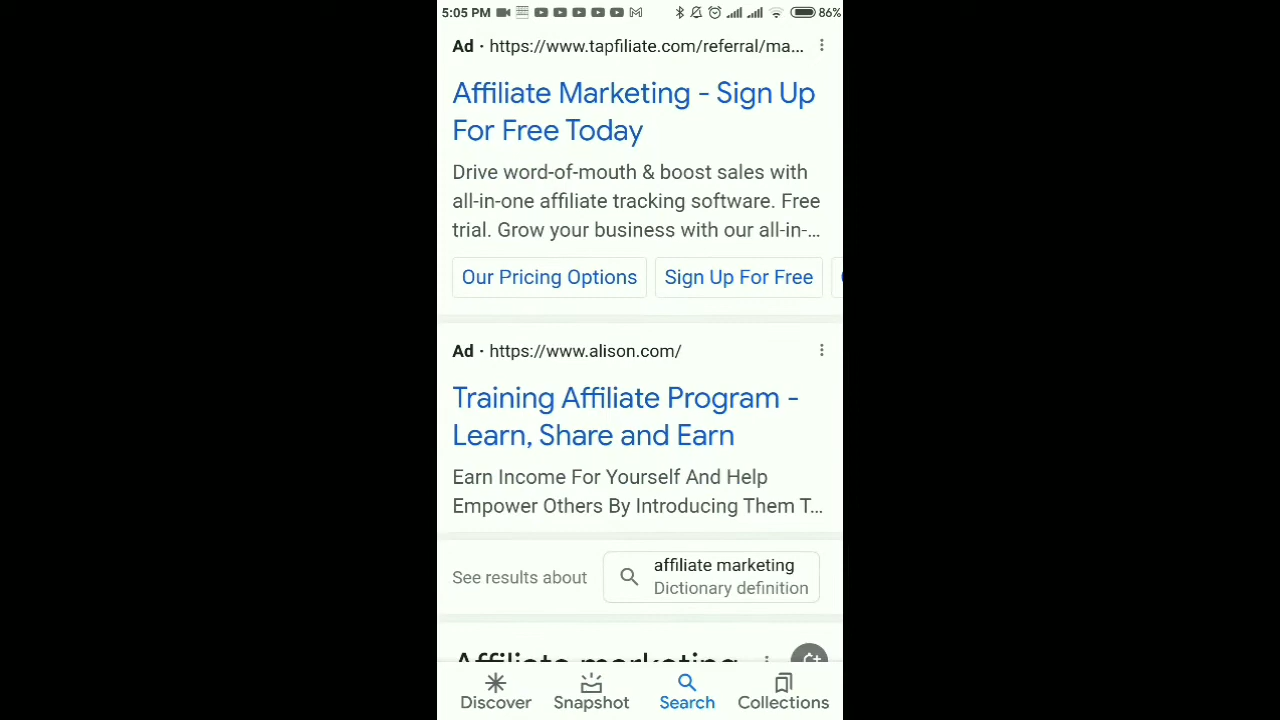 5:05 PM 86%
Ad · https://www.tapfiliate.com/referral/ma...
Affiliate Marketing - Sign Up
For Free Today
Drive word-of-mouth & boost sales with
all-in-one affiliate tracking software. Free
trial. Grow your business with our all-in-...
Our Pricing Options Sign Up For Free
Ad · https://www.alison.com/
Training Affiliate Program -
Learn, Share and Earn
Earn Income For Yourself And Help
Empower Others By Introducing Them T...
See results about
affiliate marketing
Dictionary definition
Affiliate marketing
Discover Snapshot Search Collections